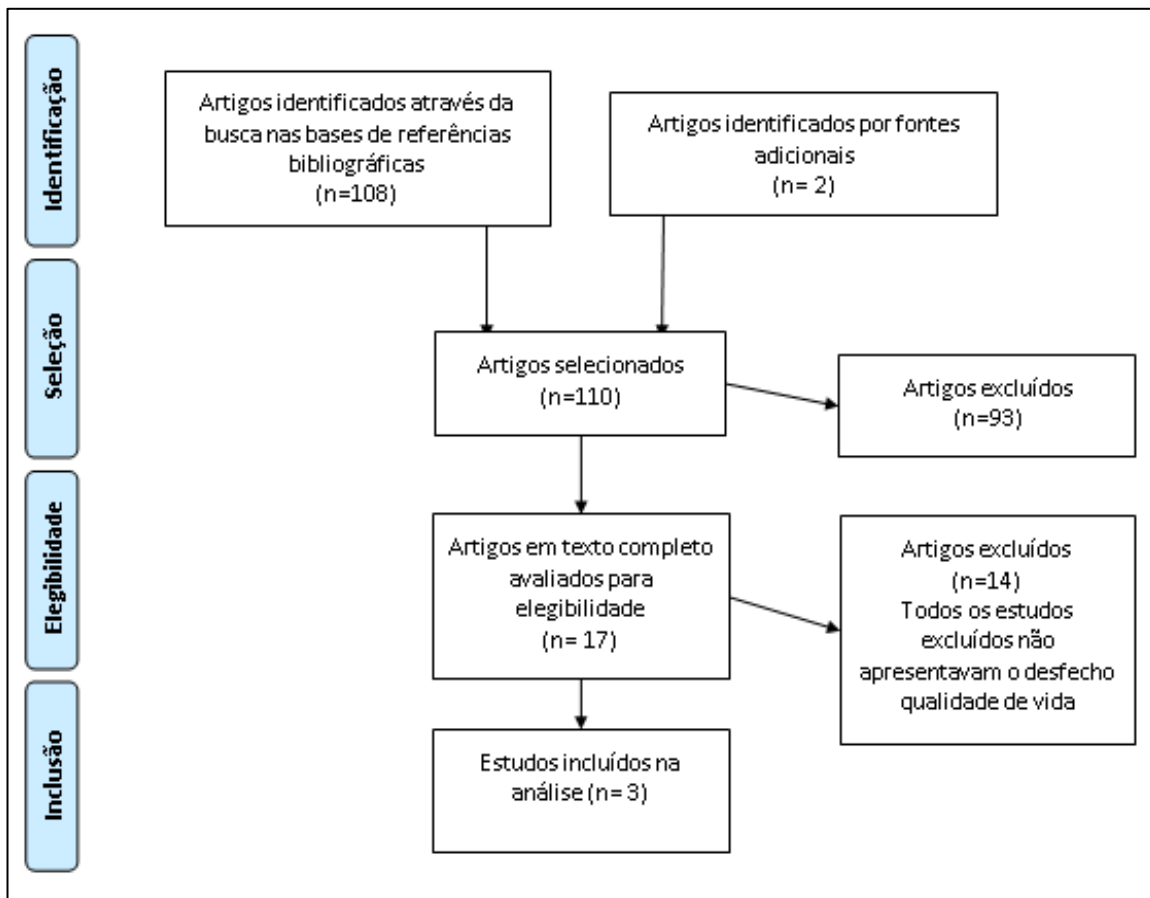 Identificação
Artigos identificados através da
busca nas bases de referências
bibliográficas
(n=108)
Artigos identificados por fontes
adicionais
(n= 2)
Seleção
Artigos selecionados
(n=110)
Artigos excluídos
(n=93)
Elegibilidade
Artigos em texto completo
avaliados para
elegibilidade
(n= 17)
Artigos excluídos
(n=14)
Todos os estudos
excluídos não
apresentavam o desfecho
qualidade de vida
Inclusão
Estudos incluídos na
análise (n= 3)